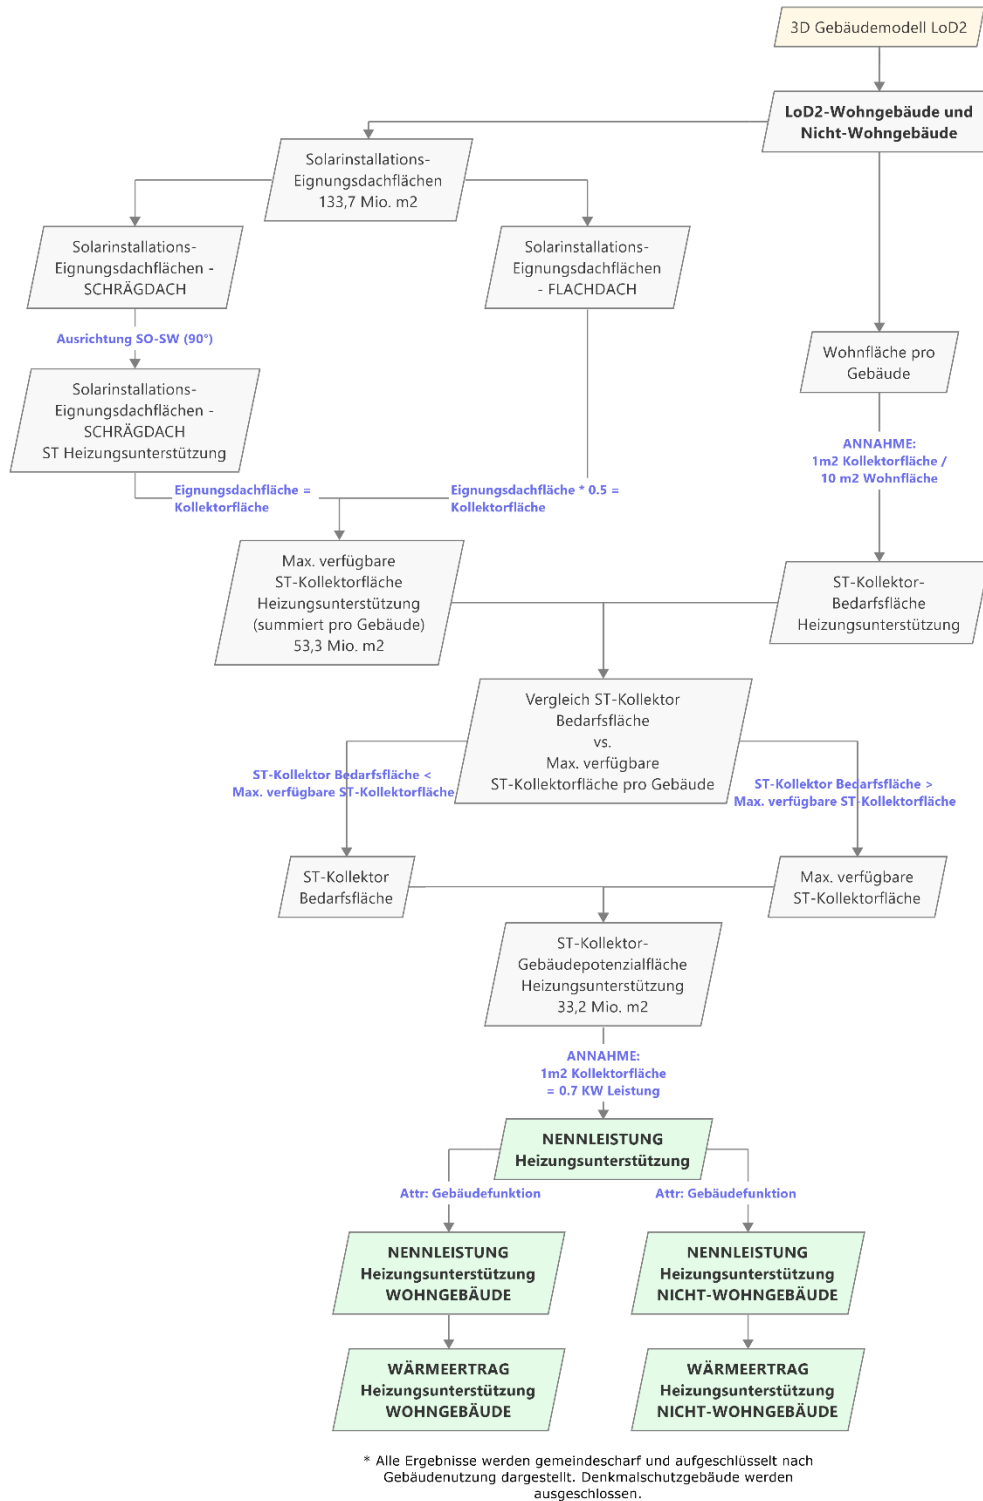 3D Gebäudemodell LoD2
LoD2-Wohngebäude und
Nicht-Wohngebäude
Solarinstallations-
Eignungsdachflächen
133,7 Mio. m2
Solarinstallations-
Eignungsdachflächen -
SCHRÄGDACH
Solarinstallations-
Eignungsdachflächen
- FLACHDACH
Ausrichtung SO-SW (90°)
Wohnfläche pro
Gebäude
Solarinstallations-
Eignungsdachflächen -
SCHRÄGDACH
ST Heizungsunterstützung
ANNAHME:
1m2 Kollektorfläche /
10 m2 Wohnfläche
Eignungsdachfläche =
Kollektorfläche
Eignungsdachfläche * 0.5 =
Kollektorfläche
Max. verfügbare
ST-Kollektorfläche
Heizungsunterstützung
(summiert pro Gebäude)
53,3 Mio. m2
ST-Kollektor-
Bedarfsfläche
Heizungsunterstützung
Vergleich ST-Kollektor
Bedarfsfläche
vs.
Max. verfügbare
ST-Kollektorfläche pro Gebäude
ST-Kollektor Bedarfsfläche <
Max. verfügbare ST-Kollektorfläche
ST-Kollektor Bedarfsfläche >
Max. verfügbare ST-Kollektorfläche
ST-Kollektor
Bedarfsfläche
Max. verfügbare
ST-Kollektorfläche
ST-Kollektor-
Gebäudepotenzialfläche
Heizungsunterstützung
33,2 Mio. m2
ANNAHME:
1m2 Kollektorfläche
= 0.7 KW Leistung
NENNLEISTUNG
Heizungsunterstützung
Attr: Gebäudefunktion
Attr: Gebäudefunktion
NENNLEISTUNG
Heizungsunterstützung
WOHNGEBÄUDE
NENNLEISTUNG
Heizungsunterstützung
NICHT-WOHNGEBÄUDE
WÄRMEERTRAG
Heizungsunterstützung
WOHNGEBÄUDE
WÄRMEERTRAG
Heizungsunterstützung
NICHT-WOHNGEBÄUDE
* Alle Ergebnisse werden gemeindescharf und aufgeschlüsselt nach
Gebäudenutzung dargestellt. Denkmalschutzgebäude werden
ausgeschlossen.